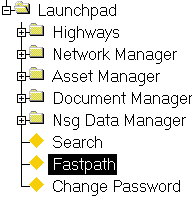 Launchpad
Highways
Network Manager
Asset Manager
Document Manager
Nsg Data Manager
Search
Fastpath
Change Password